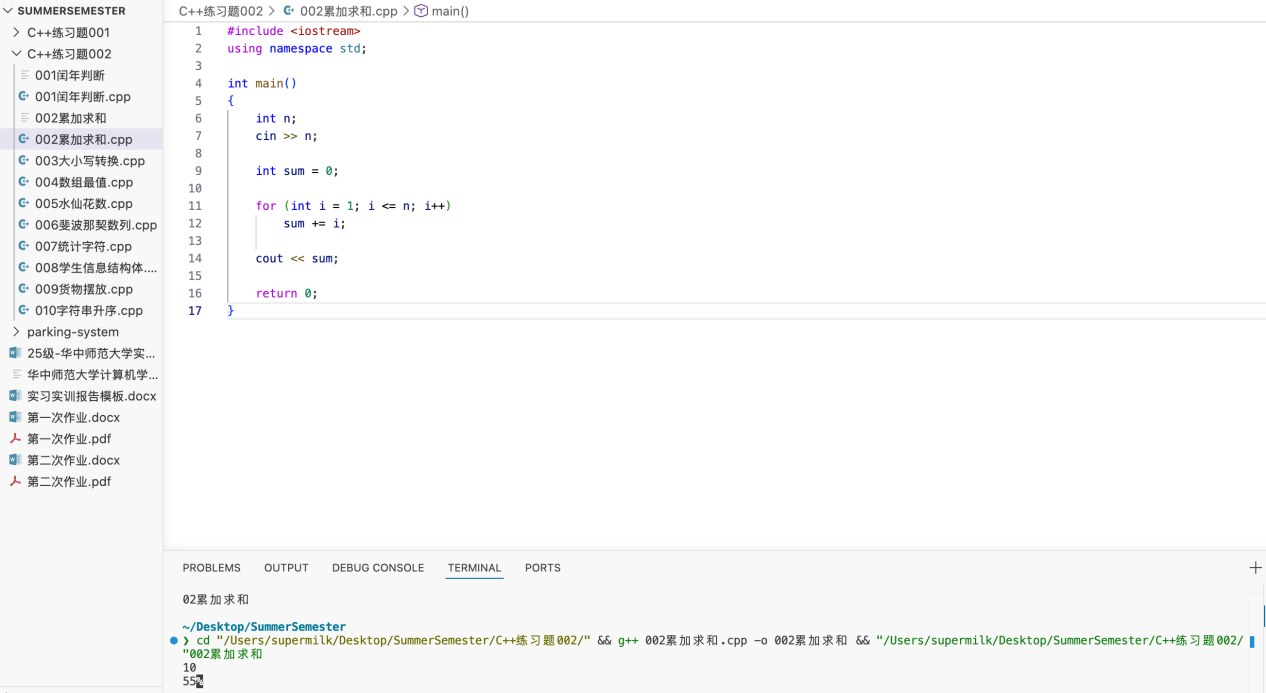 SUMMERSEMESTER
C++练习题001
C++练习题002
001闰年判断
001闰年判断.cpp
002累加求和
002累加求和.cpp
003大小写转换.cpp
004数组最值.cpp
005水仙花数.cpp
006斐波那契数列.cpp
007统计字符.cpp
008学生信息结构体....
009货物摆放.cpp
010字符串升序.cpp
parking-system
25级-华中师范大学实...
华中师范大学计算机学...
实习实训报告模板.docx
第一次作业.docx
第一次作业.pdf
第二次作业.docx
第二次作业.pdf
C++练习题002 > 002累加求和.cpp > main()
1 #include <iostream>
2 using namespace std;
3
4 int main()
5 {
6     int n;
7     cin >> n;
8
9     int sum = 0;
10
11     for (int i = 1; i <= n; i++)
12         sum += i;
13
14     cout << sum;
15
16     return 0;
17 }
PROBLEMS OUTPUT DEBUG CONSOLE TERMINAL PORTS
02累加求和
~/Desktop/SummerSemester
❯ cd "/Users/supermilk/Desktop/SummerSemester/C++练习题002/" && g++ 002累加求和.cpp -o 002累加求和 && "/Users/supermilk/Desktop/SummerSemester/C++练习题002/
"002累加求和
10
55%